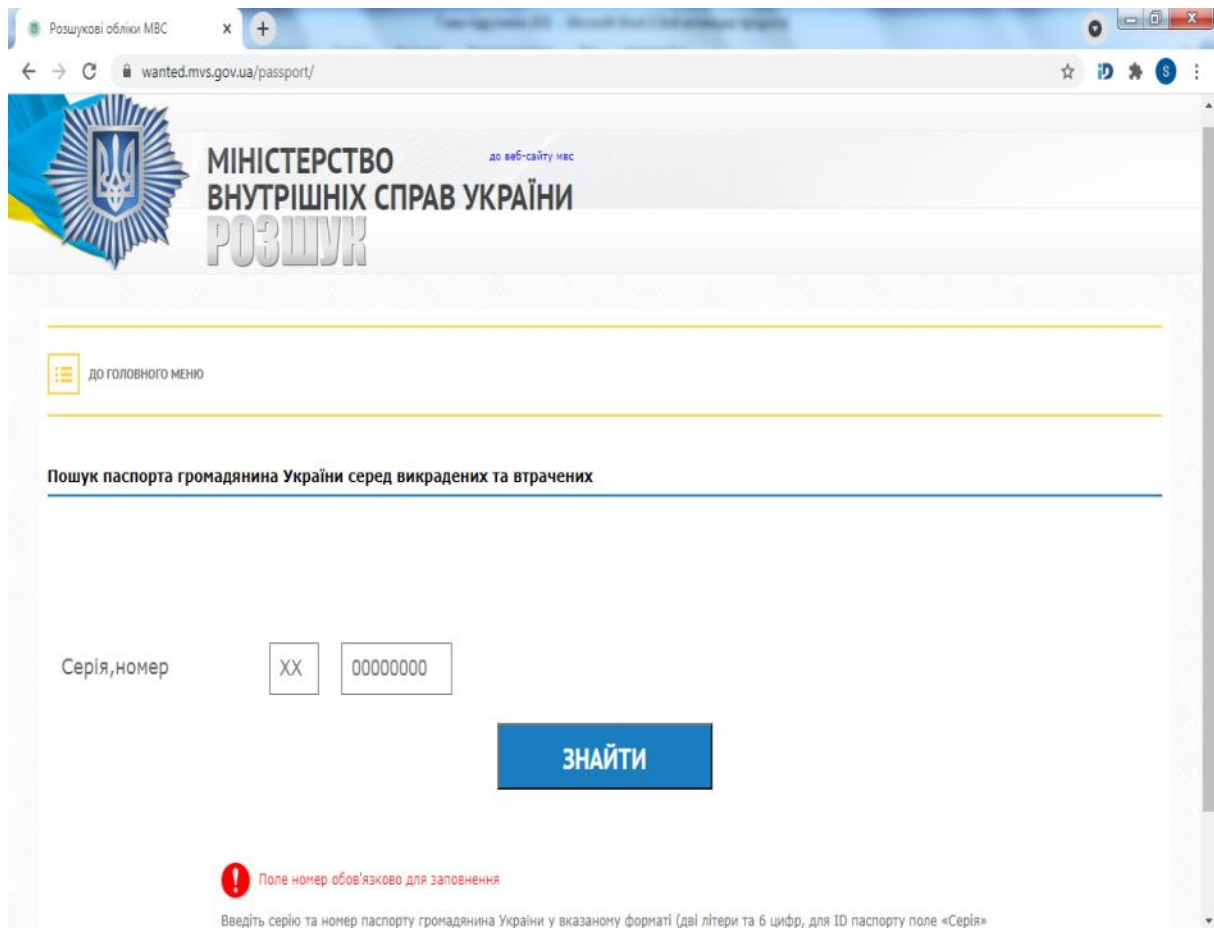 Розшукові обліки МВС
wanted.mvs.gov.ua/passport/
iD
S
МІНІСТЕРСТВО
до веб-сайту мвс
ВНУТРІШНІХ СПРАВ УКРАЇНИ
РОЗШУК
ДО ГОЛОВНОГО МЕНЮ
Пошук паспорта громадянина України серед викрадених та втрачених
Серія,номер XX 00000000
ЗНАЙТИ
Поле номер обов'язково для заповнення
Введіть серію та номер паспорту громадянина України у вказаному форматі (дві літери та 6 цифр, для ID паспорту поле «Серія»